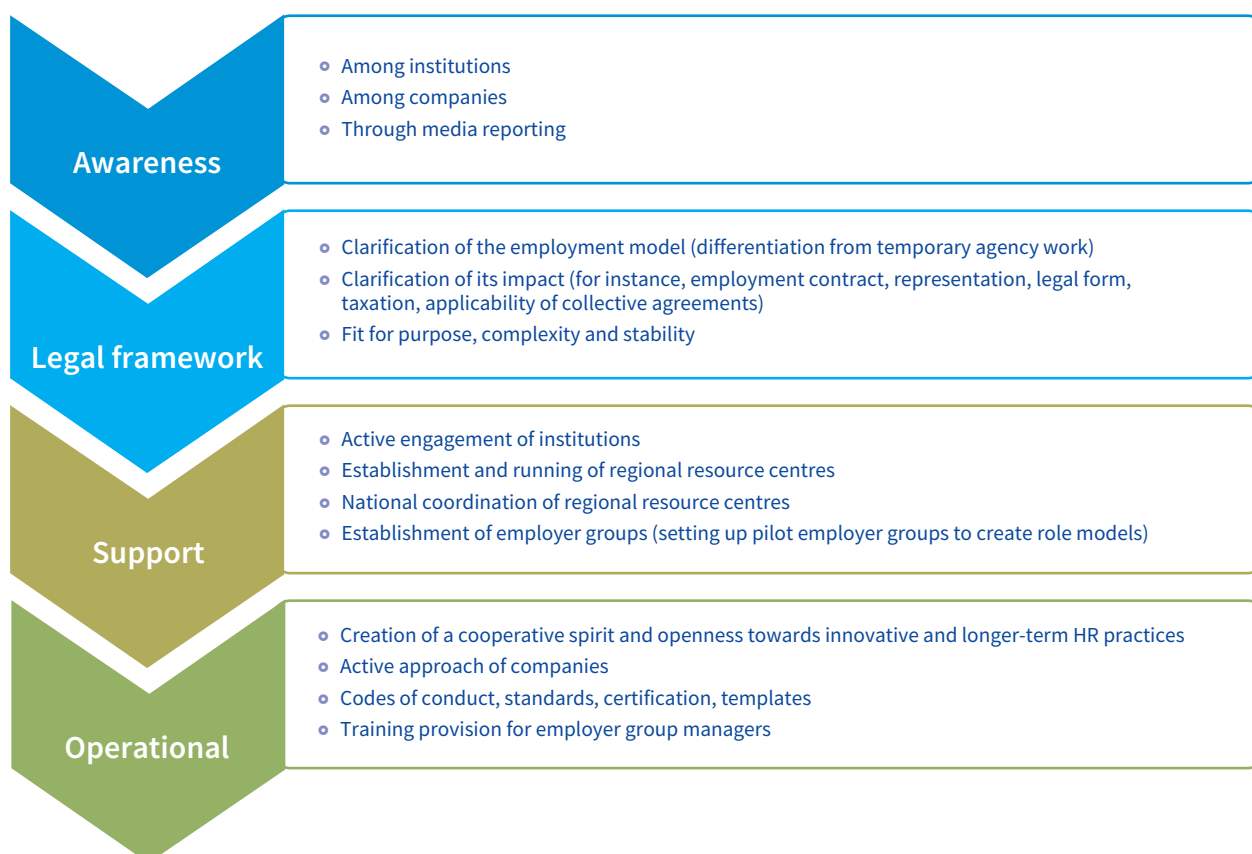 Awareness
Among institutions
Among companies
Through media reporting
Legal framework
Clarification of the employment model (differentiation from temporary agency work)
Clarification of its impact (for instance, employment contract, representation, legal form,
taxation, applicability of collective agreements)
Fit for purpose, complexity and stability
Support
Active engagement of institutions
Establishment and running of regional resource centres
National coordination of regional resource centres
Establishment of employer groups (setting up pilot employer groups to create role models)
Operational
Creation of a cooperative spirit and openness towards innovative and longer-term HR practices
Active approach of companies
Codes of conduct, standards, certification, templates
Training provision for employer group managers